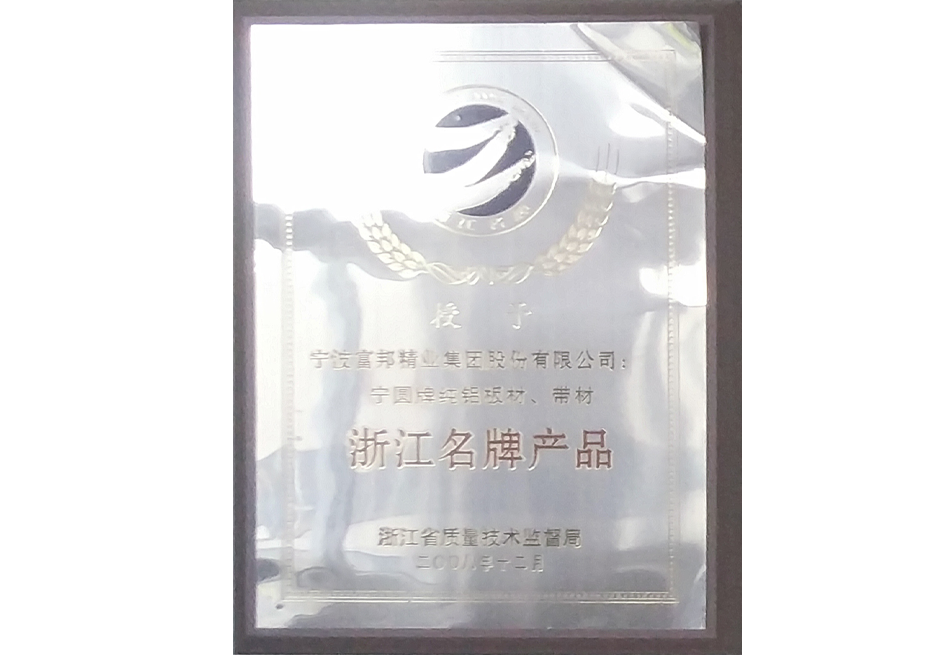 授 予
宁波富邦精业集团股份有限公司：
宁圆牌纯铝板材、带材
浙江名牌产品
浙江省质量技术监督局
二〇〇八年十二月